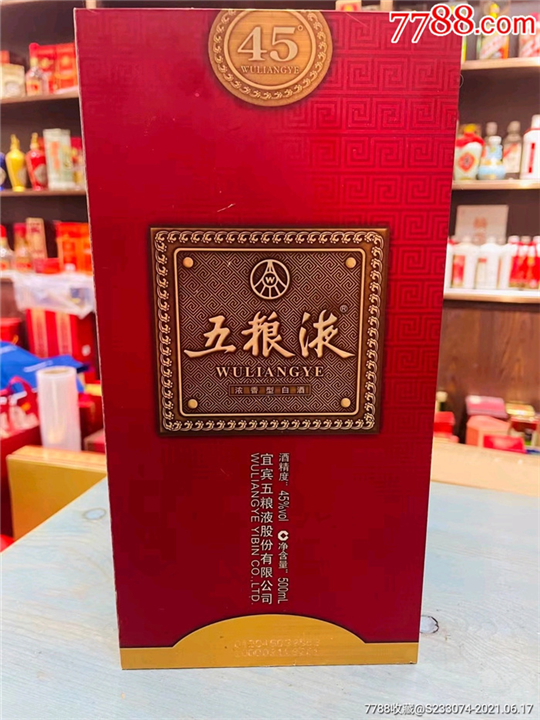 7788.com
45°
WULIANGYE
五粮液®
WULIANGYE
浓香型白酒
酒精度：45%vol 净含量：500mL
宜宾五粮液股份有限公司
WULIANGYE YIBIN CO.,LTD.
7788收藏@S233074-2021.06.17